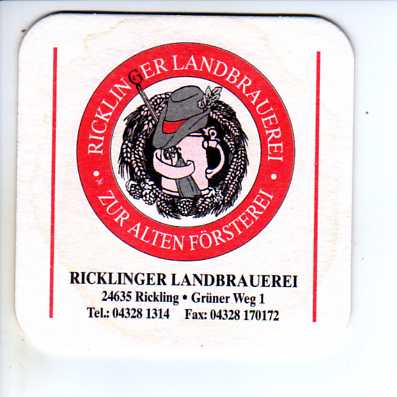 RICKLINGER LANDBRAUEREI
» ZUR ALTEN FÖRSTEREI ·
RICKLINGER LANDBRAUEREI
24635 Rickling • Grüner Weg 1
Tel.: 04328 1314 Fax: 04328 170172